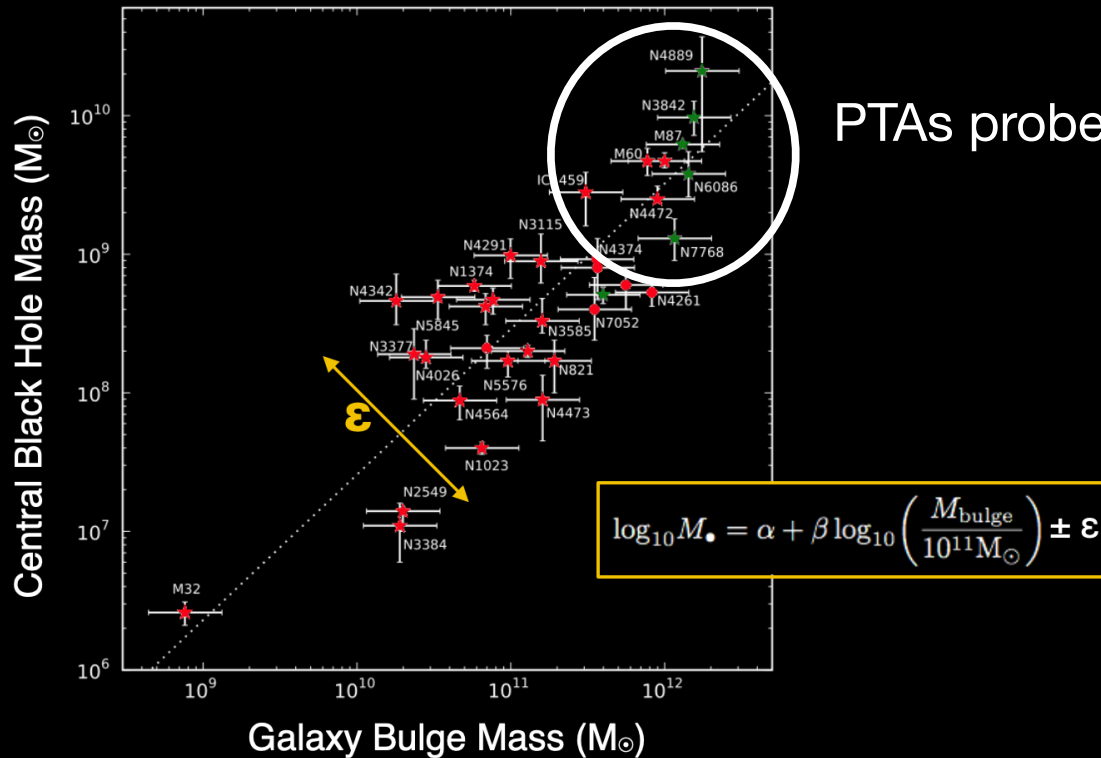 Central Black Hole Mass (M☉)
10¹⁰
10⁹
10⁸
10⁷
10⁶
N4889
N3842
M87
M60
N6086
IC1459
N4472
N7768
N3115
N4291
N4374
N1374
N4342
N4261
N5845
N7052
N3585
N3377
N4026
N5576
N821
N4564
N4473
N1023
N2549
N3384
M32
ε
PTAs probe
log₁₀ M• = α + β log₁₀ (M_bulge / 10¹¹M☉) ± ε
10⁹
10¹⁰
10¹¹
10¹²
Galaxy Bulge Mass (M☉)